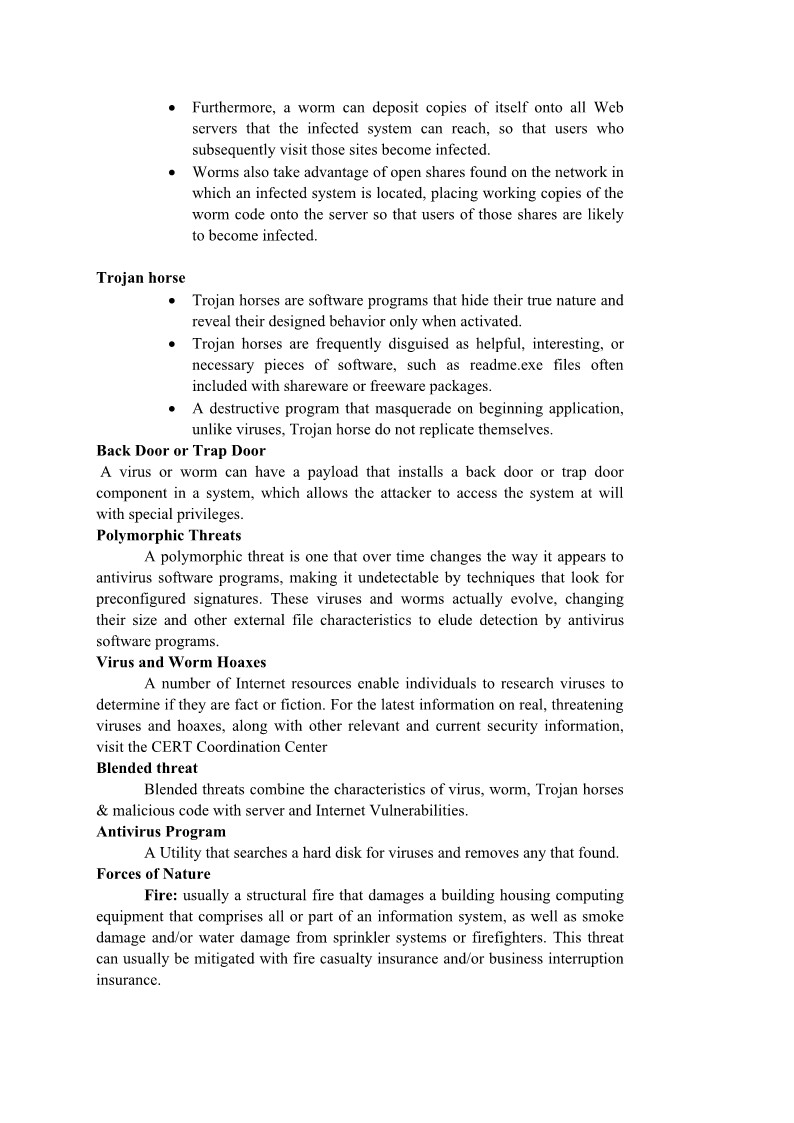 • Furthermore, a worm can deposit copies of itself onto all Web
servers that the infected system can reach, so that users who
subsequently visit those sites become infected.
• Worms also take advantage of open shares found on the network in
which an infected system is located, placing working copies of the
worm code onto the server so that users of those shares are likely
to become infected.
Trojan horse
• Trojan horses are software programs that hide their true nature and
reveal their designed behavior only when activated.
• Trojan horses are frequently disguised as helpful, interesting, or
necessary pieces of software, such as readme.exe files often
included with shareware or freeware packages.
• A destructive program that masquerade on beginning application,
unlike viruses, Trojan horse do not replicate themselves.
Back Door or Trap Door
A virus or worm can have a payload that installs a back door or trap door
component in a system, which allows the attacker to access the system at will
with special privileges.
Polymorphic Threats
A polymorphic threat is one that over time changes the way it appears to
antivirus software programs, making it undetectable by techniques that look for
preconfigured signatures. These viruses and worms actually evolve, changing
their size and other external file characteristics to elude detection by antivirus
software programs.
Virus and Worm Hoaxes
A number of Internet resources enable individuals to research viruses to
determine if they are fact or fiction. For the latest information on real, threatening
viruses and hoaxes, along with other relevant and current security information,
visit the CERT Coordination Center
Blended threat
Blended threats combine the characteristics of virus, worm, Trojan horses
& malicious code with server and Internet Vulnerabilities.
Antivirus Program
A Utility that searches a hard disk for viruses and removes any that found.
Forces of Nature
Fire: usually a structural fire that damages a building housing computing
equipment that comprises all or part of an information system, as well as smoke
damage and/or water damage from sprinkler systems or firefighters. This threat
can usually be mitigated with fire casualty insurance and/or business interruption
insurance.